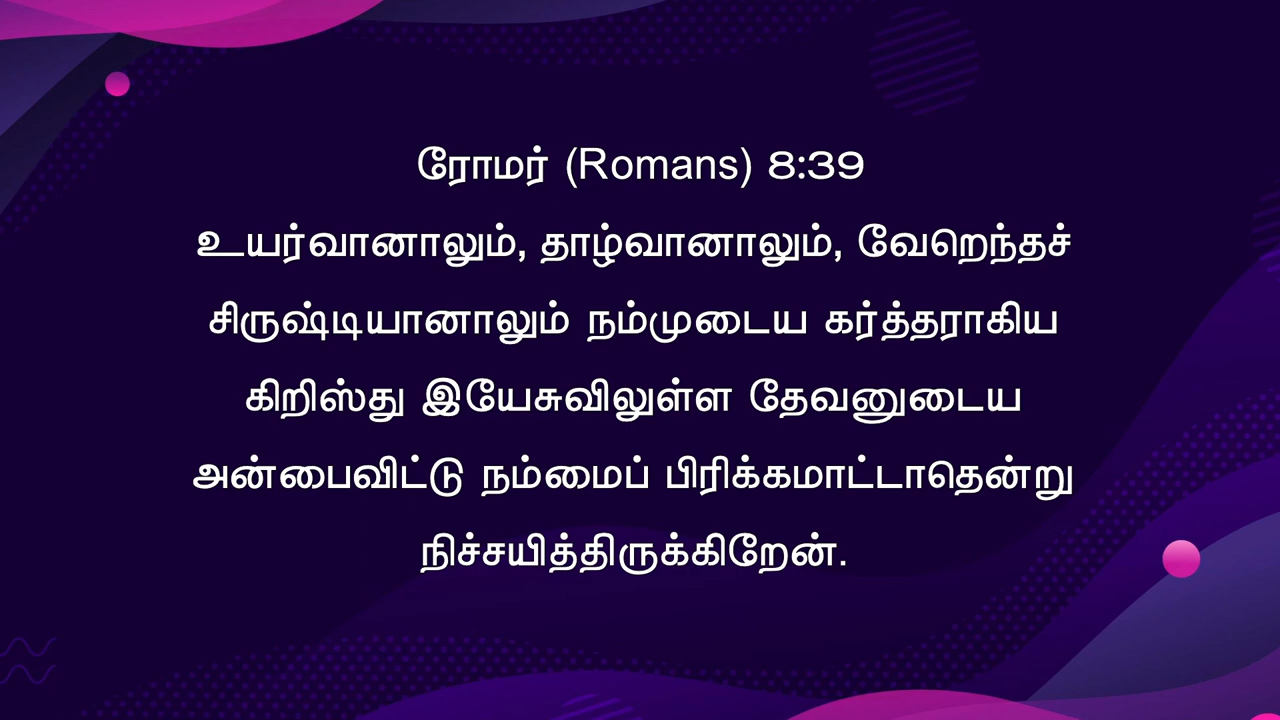 ரோமர் (Romans) 8:39
உயர்வானாலும், தாழ்வானாலும், வேறெந்தச்
சிருஷ்டியானாலும் நம்முடைய கர்த்தராகிய
கிறிஸ்து இயேசுவிலுள்ள தேவனுடைய
அன்பைவிட்டு நம்மைப் பிரிக்கமாட்டாதென்று
நிச்சயித்திருக்கிறேன்.